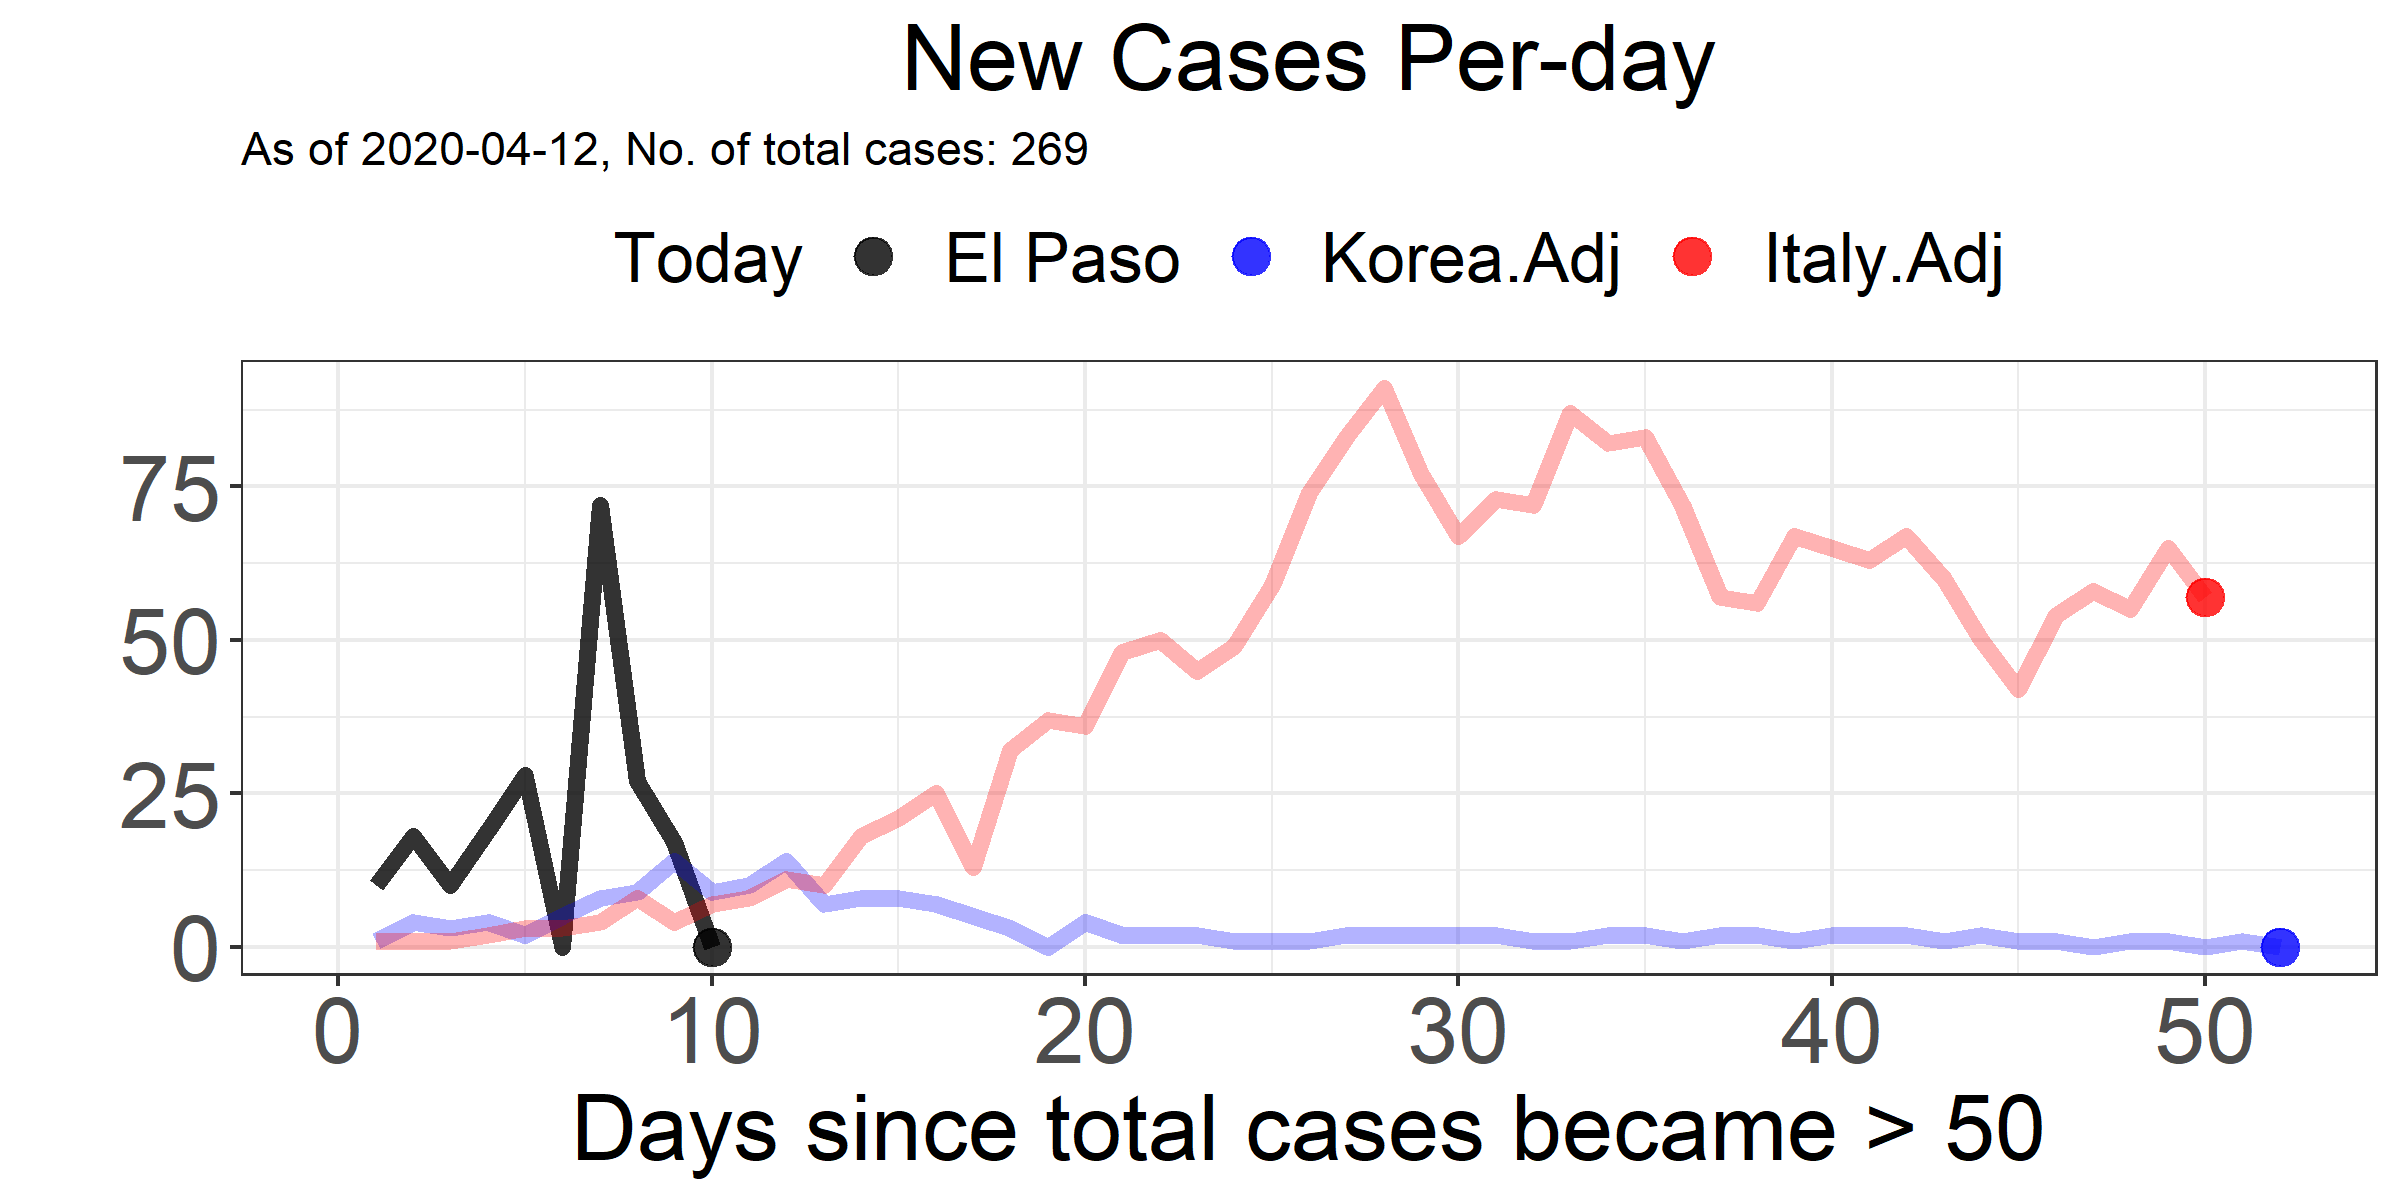 New Cases Per-day
As of 2020-04-12, No. of total cases: 269
Today El Paso Korea.Adj Italy.Adj
75
50
25
0
0 10 20 30 40 50
Days since total cases became > 50